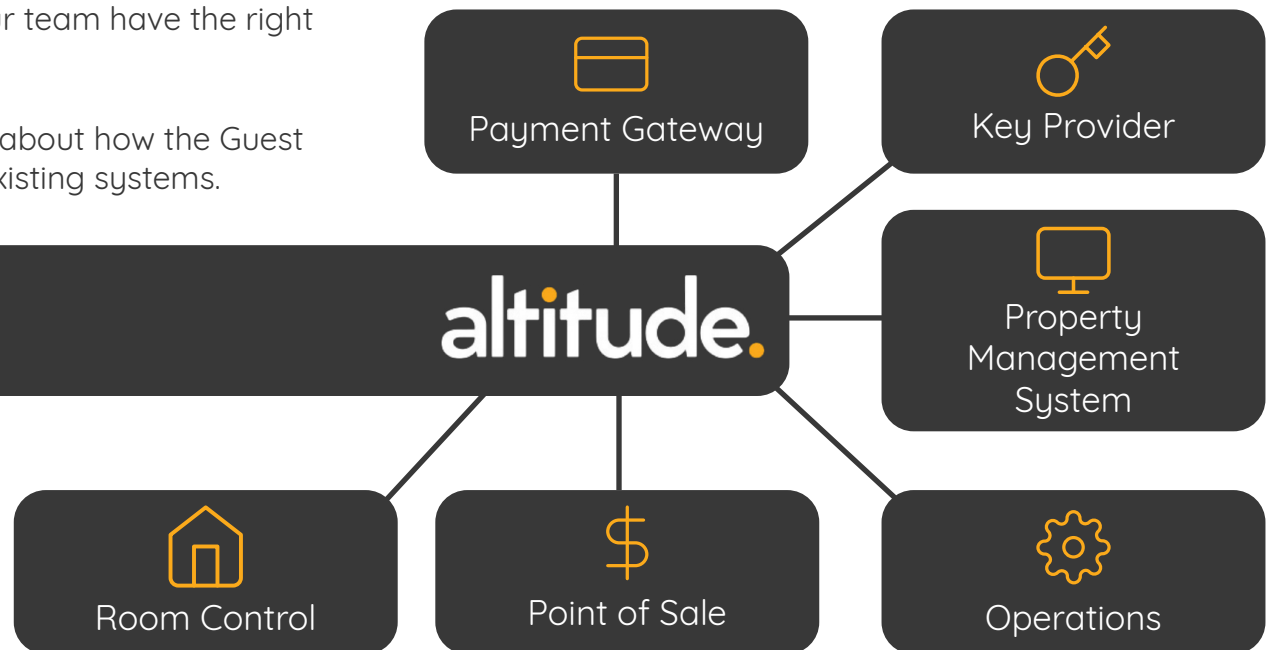 ur team have the right
about how the Guest
xisting systems.
Payment Gateway
Key Provider
altitude.
Property
Management
System
Room Control
Point of Sale
Operations